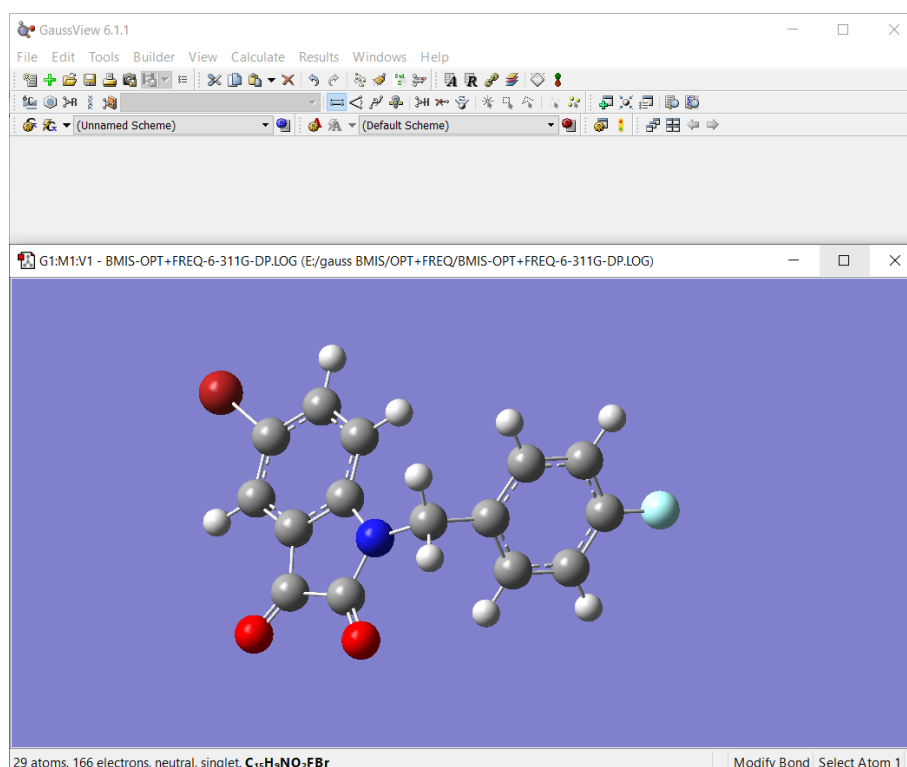 GaussView 6.1.1
File Edit Tools Builder View Calculate Results Windows Help
(Unnamed Scheme) (Default Scheme)
G1:M1:V1 - BMIS-OPT+FREQ-6-311G-DP.LOG (E:/gauss BMIS/OPT+FREQ/BMIS-OPT+FREQ-6-311G-DP.LOG)
29 atoms, 166 electrons, neutral, singlet, C₁₅H₉NO₂FBr Modify Bond Select Atom 1